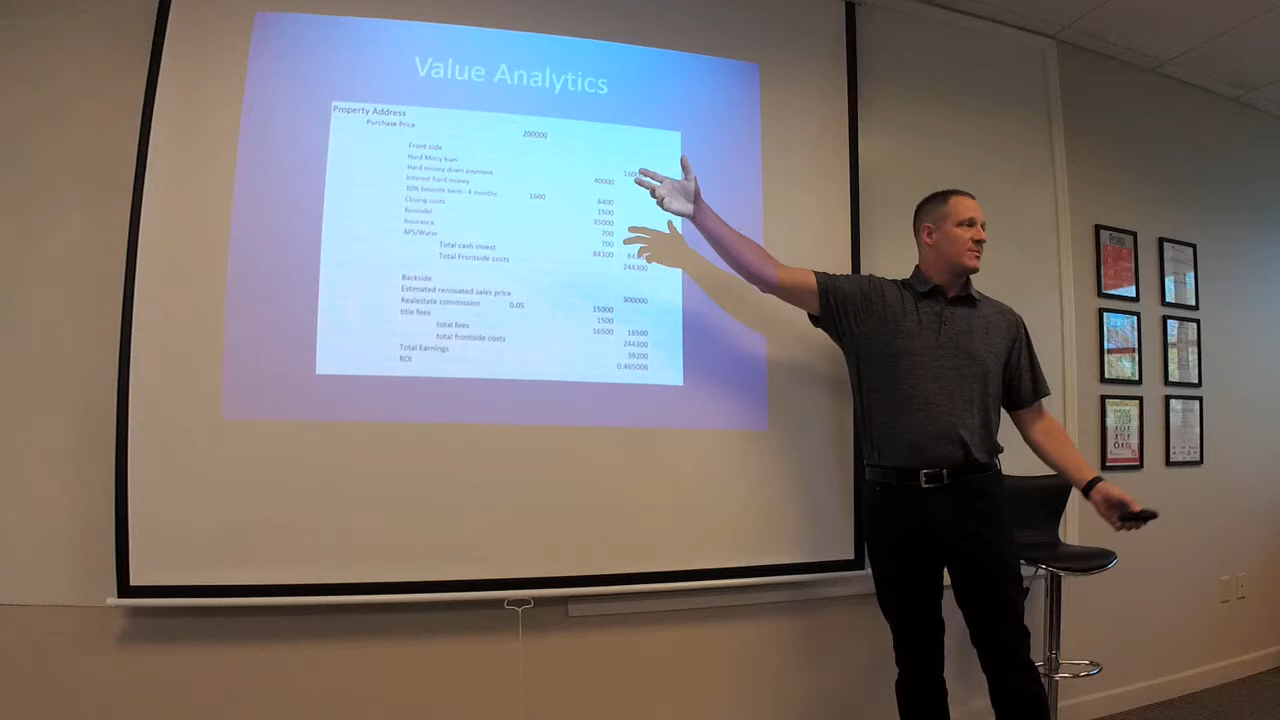 Value Analytics
Property Address
Purchase Price 200000
Front side
Hard Mony loan
Hard money down payment 40000
Interest hard money
10% 6month term - 4 months 1600 6400
Closing costs 1500
Remodel 35000
Insurance 700
APS/Water 700
Total cash invest 84300
Total Frontside costs 244300
Backside
Estimated renovated sales price 300000
Realestate commission 0.05 15000
title fees 1500
total fees 16500 16500
total frontside costs 244300
Total Earnings 39200
ROI 0.465006